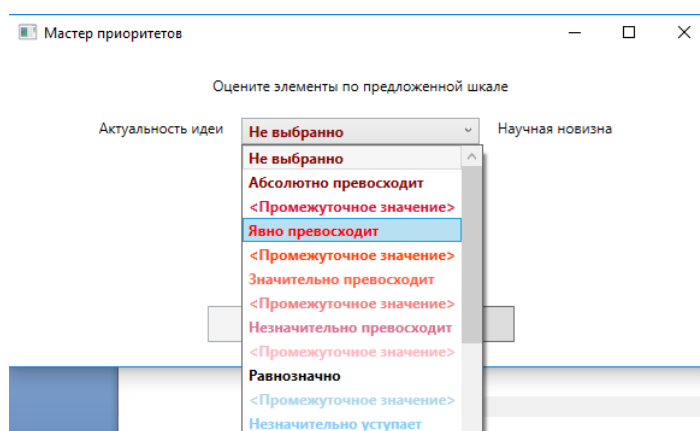 Мастер приоритетов
Оцените элементы по предложенной шкале
Актуальность идеи Не выбранно Научная новизна
Не выбранно
Абсолютно превосходит
<Промежуточное значение>
Явно превосходит
<Промежуточное значение>
Значительно превосходит
<Промежуточное значение>
Незначительно превосходит
<Промежуточное значение>
Равнозначно
<Промежуточное значение>
Незначительно уступает